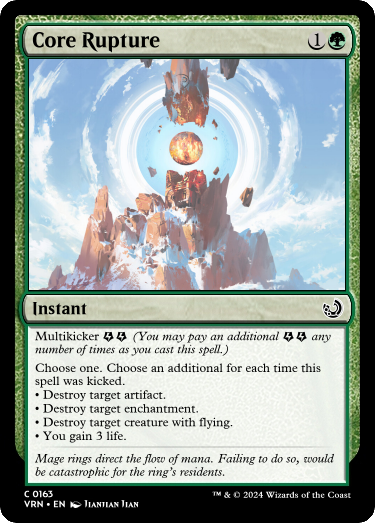 Core Rupture 1
Instant
Multikicker (You may pay an additional any
number of times as you cast this spell.)
Choose one. Choose an additional for each time this
spell was kicked.
• Destroy target artifact.
• Destroy target enchantment.
• Destroy target creature with flying.
• You gain 3 life.
Mage rings direct the flow of mana. Failing to do so, would
be catastrophic for the ring's residents.
C 0163
VRN • EN Jianjian Jian
™ & © 2024 Wizards of the Coast